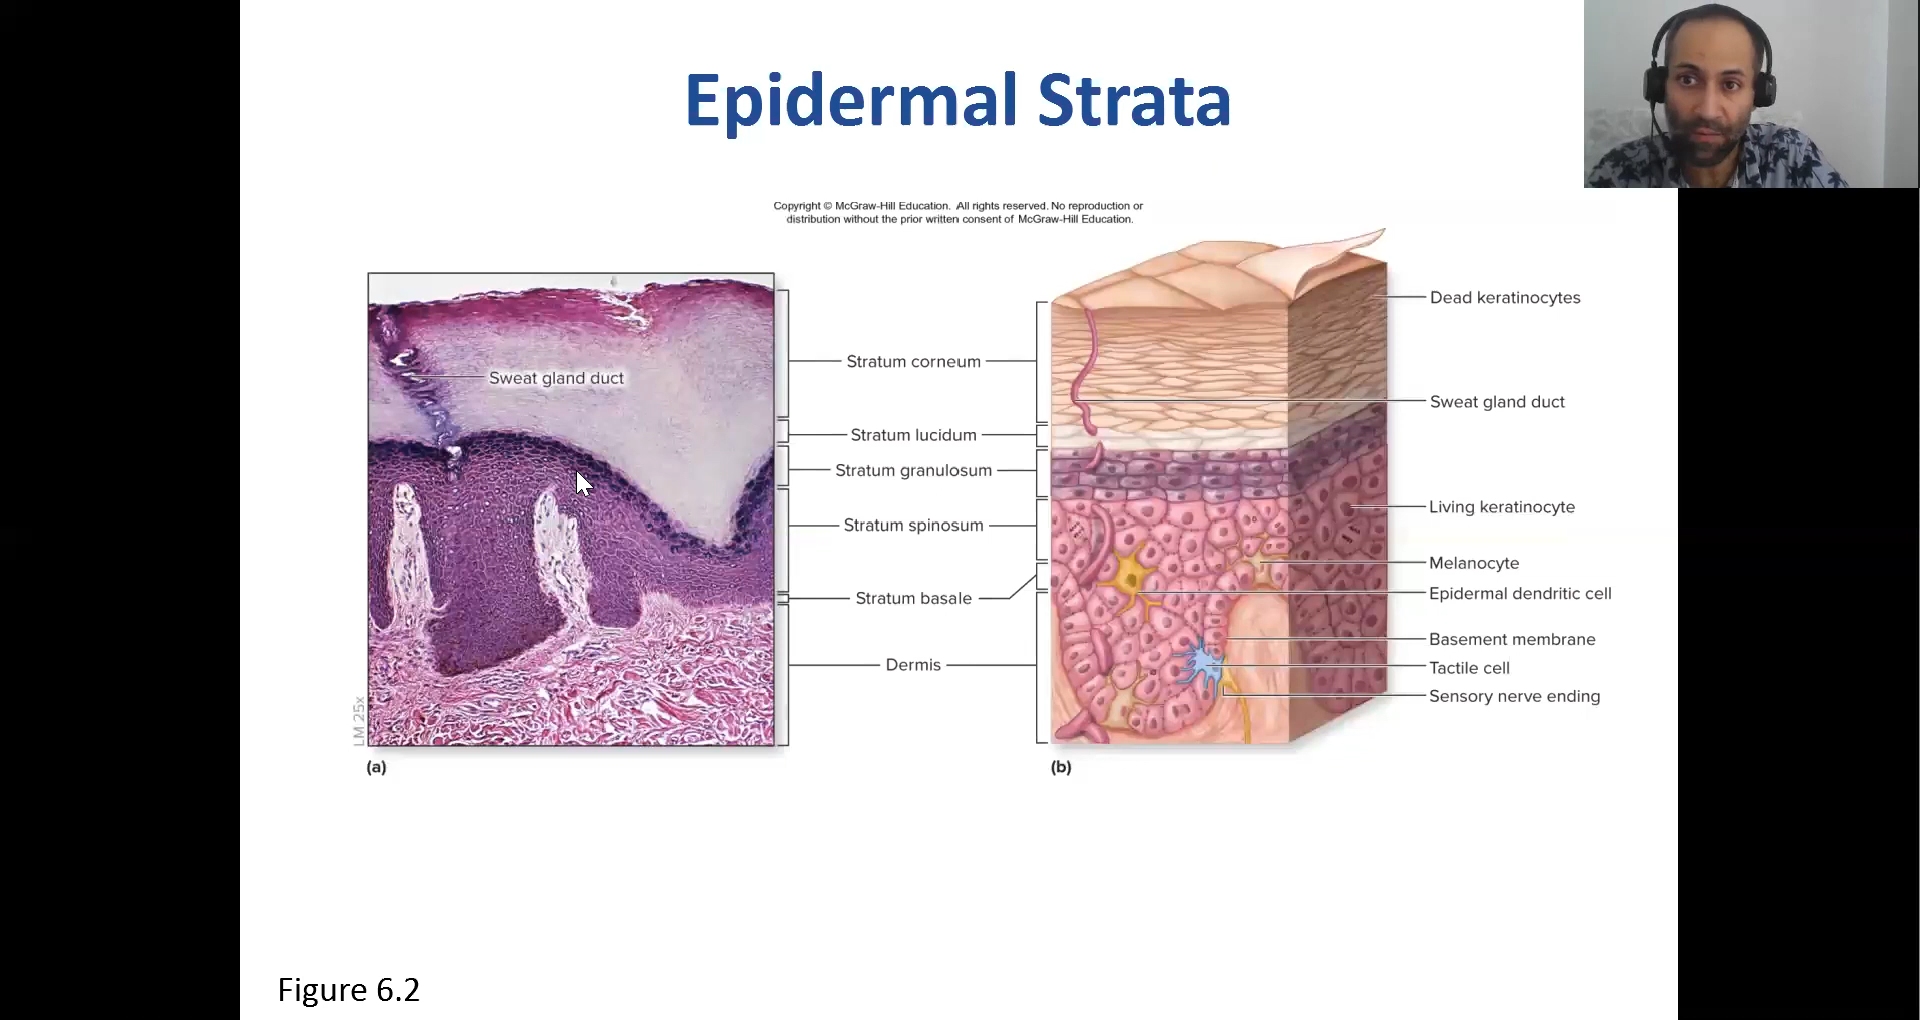 Epidermal Strata
Copyright © McGraw-Hill Education. All rights reserved. No reproduction or
distribution without the prior written consent of McGraw-Hill Education.
Sweat gland duct
LM 25x
(a)
Stratum corneum
Stratum lucidum
Stratum granulosum
Stratum spinosum
Stratum basale
Dermis
Dead keratinocytes
Sweat gland duct
Living keratinocyte
Melanocyte
Epidermal dendritic cell
Basement membrane
Tactile cell
Sensory nerve ending
(b)
Figure 6.2